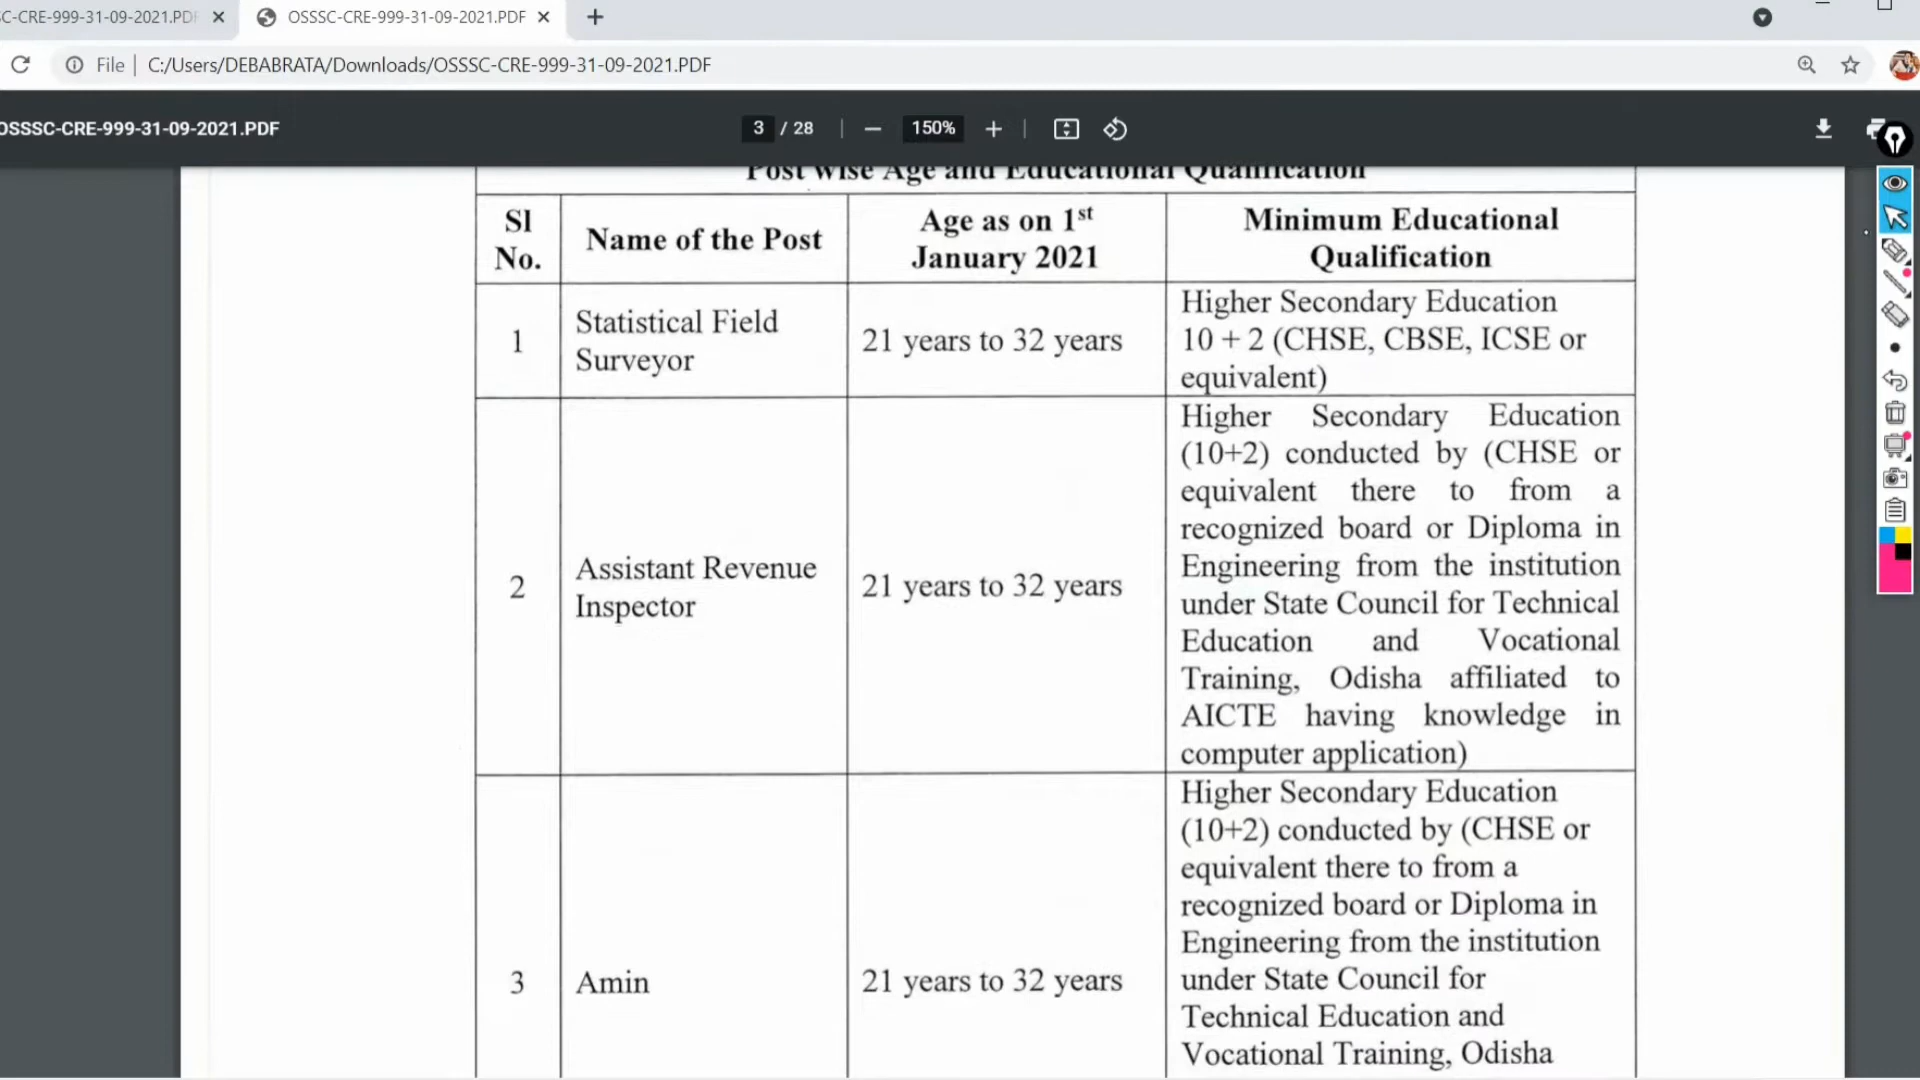 C-CRE-999-31-09-2021.PDF
OSSSC-CRE-999-31-09-2021.PDF
File
C:/Users/DEBABRATA/Downloads/OSSSC-CRE-999-31-09-2021.PDF
OSSSC-CRE-999-31-09-2021.PDF
3 / 28
150%
Post Wise Age and Educational Qualification
Sl No.
Name of the Post
Age as on 1st January 2021
Minimum Educational Qualification
1
Statistical Field
Surveyor
21 years to 32 years
Higher Secondary Education
10 + 2 (CHSE, CBSE, ICSE or
equivalent)
2
Assistant Revenue
Inspector
21 years to 32 years
Higher Secondary Education
(10+2) conducted by (CHSE or
equivalent there to from a
recognized board or Diploma in
Engineering from the institution
under State Council for Technical
Education and Vocational
Training, Odisha affiliated to
AICTE having knowledge in
computer application)
3
Amin
21 years to 32 years
Higher Secondary Education
(10+2) conducted by (CHSE or
equivalent there to from a
recognized board or Diploma in
Engineering from the institution
under State Council for
Technical Education and
Vocational Training, Odisha